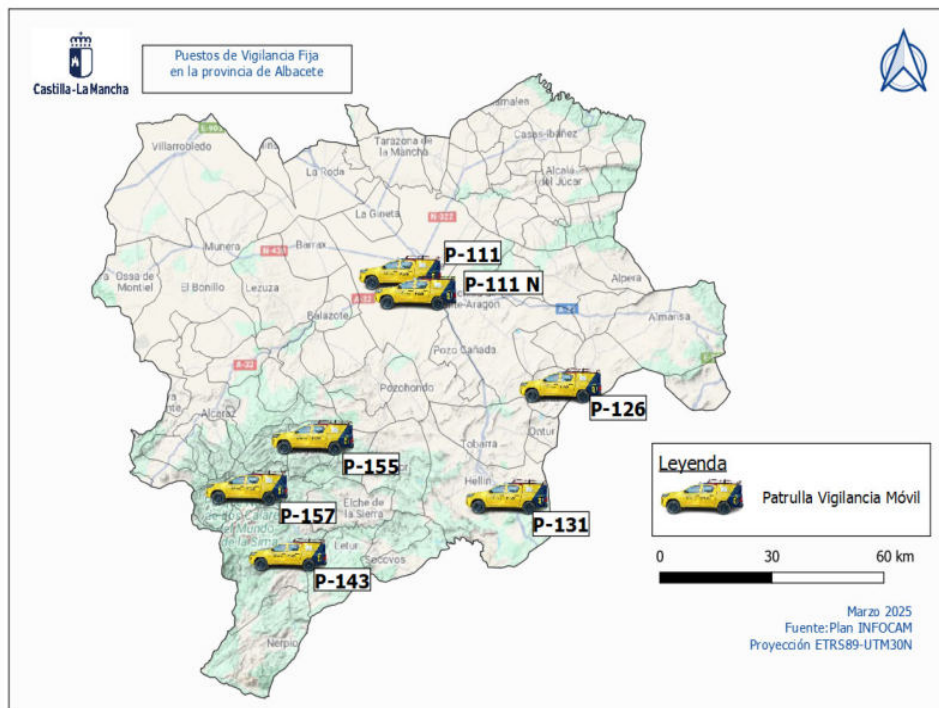 Castilla-La Mancha
Puestos de Vigilancia Fija
en la provincia de Albacete
Casas-Ibáñez
Villarrobledo
Tarazona de
la Mancha
La Roda
Alcalá
del Júcar
La Gineta
N-322
Munera
Barrax
P-111
Ossa de
Montiel
El Bonillo
Lezuza
P-111 N
Alpera
Balazote
Almansa
Pozo Cañada
A-32
Pozohondo
P-126
Alcaraz
Ontur
Tobarra
P-155
Hellín
Leyenda
Patrulla Vigilancia Móvil
P-157
Elche de
la Sierra
P-131
Letur
Socovos
P-143
0 30 60 km
Nerpio
Marzo 2025
Fuente:Plan INFOCAM
Proyección ETRS89-UTM30N